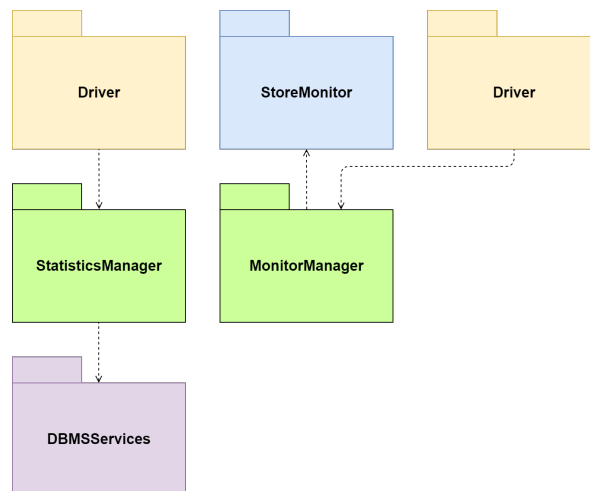 Driver
StoreMonitor
Driver
StatisticsManager
MonitorManager
DBMSServices